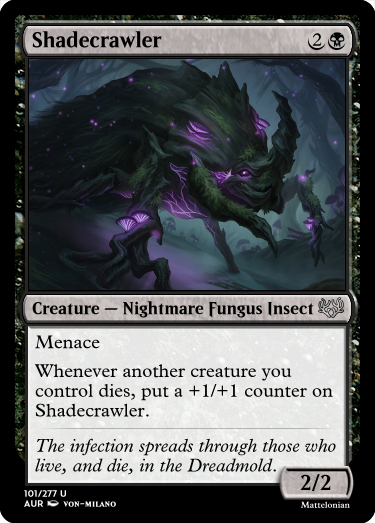 Shadecrawler 2
Creature — Nightmare Fungus Insect
Menace
Whenever another creature you
control dies, put a +1/+1 counter on
Shadecrawler.
The infection spreads through those who
live, and die, in the Dreadmold.
2/2
101/277 U
AUR VON-MILANO
Mattelonian